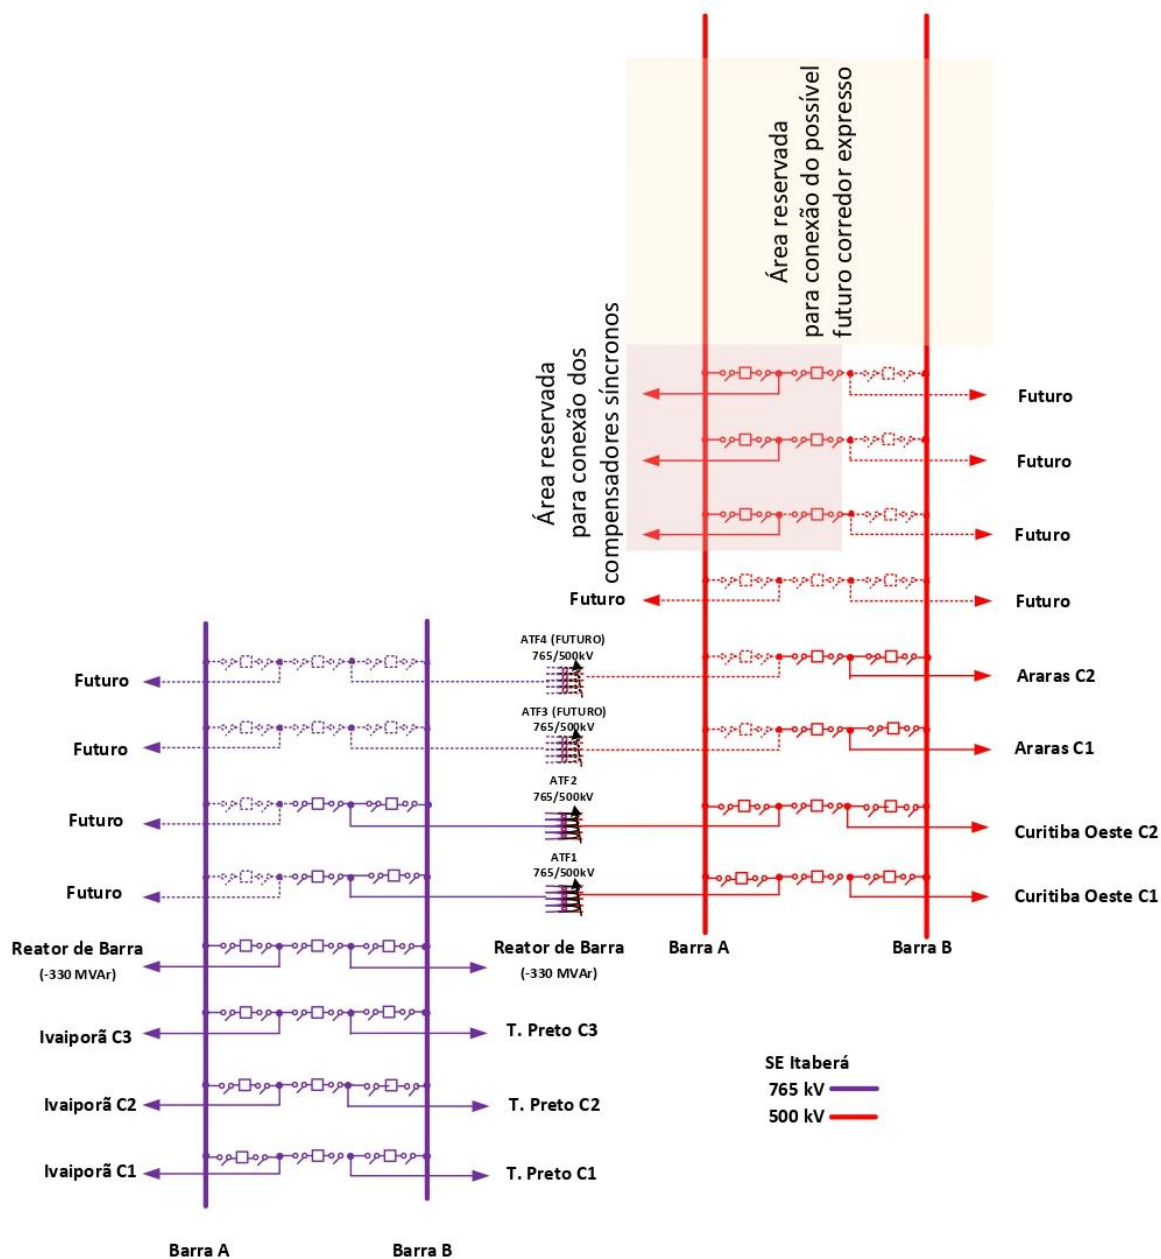 Área reservada
para conexão do possível
futuro corredor expresso
Área reservada
para conexão dos
compensadores síncronos
Futuro
Futuro
Futuro
Futuro
Futuro
ATF4 (FUTURO)
765/500kV
Futuro
Araras C2
ATF3 (FUTURO)
765/500kV
Futuro
Araras C1
ATF2
765/500kV
Futuro
Curitiba Oeste C2
ATF1
765/500kV
Futuro
Curitiba Oeste C1
Reator de Barra
(-330 MVAr)
Reator de Barra
(-330 MVAr)
Barra A
Barra B
Ivaiporã C3
T. Preto C3
SE Itaberá
765 kV
500 kV
Ivaiporã C2
T. Preto C2
Ivaiporã C1
T. Preto C1
Barra A
Barra B